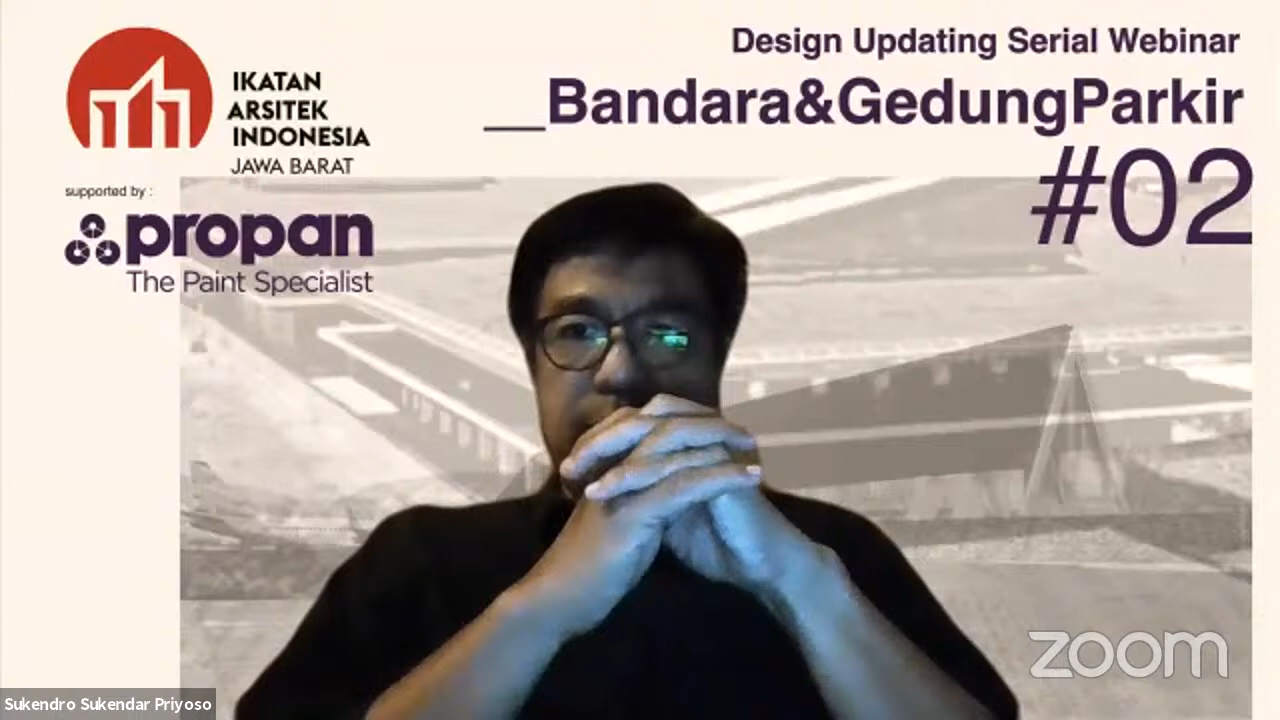 IKATAN
ARSITEK
INDONESIA
JAWA BARAT
supported by :
propan
The Paint Specialist
Design Updating Serial Webinar
__Bandara&GedungParkir
#02
zoom
Sukendro Sukendar Priyoso